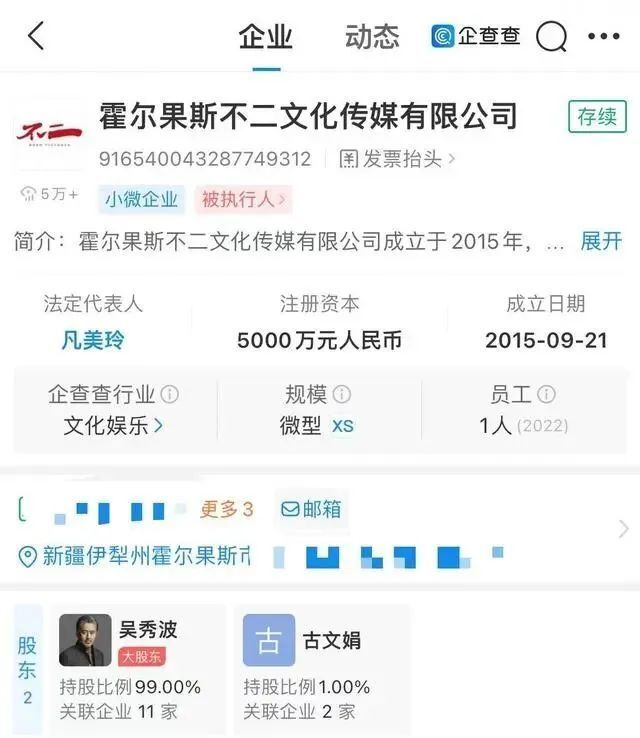 企业 动态 企查查
不二
霍尔果斯不二文化传媒有限公司 存续
916540043287749312 发票抬头
5万+ 小微企业 被执行人
简介：霍尔果斯不二文化传媒有限公司成立于2015年，... 展开
法定代表人 注册资本 成立日期
凡美玲 5000万元人民币 2015-09-21
企查查行业 规模 员工
文化娱乐 微型 XS 1人(2022)
更多3 邮箱
新疆伊犁州霍尔果斯市
股东 2
吴秀波 古 古文娟
大股东
持股比例99.00% 持股比例1.00%
关联企业 11 家 关联企业 2 家